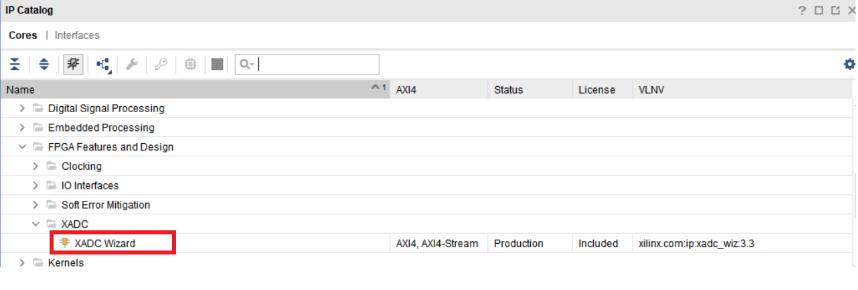 IP Catalog
Cores | Interfaces
Name 1 AXI4 Status License VLNV
Digital Signal Processing
Embedded Processing
FPGA Features and Design
Clocking
IO Interfaces
Soft Error Mitigation
XADC
XADC Wizard AXI4, AXI4-Stream Production Included xilinx.com:ip:xadc_wiz:3.3
Kernels